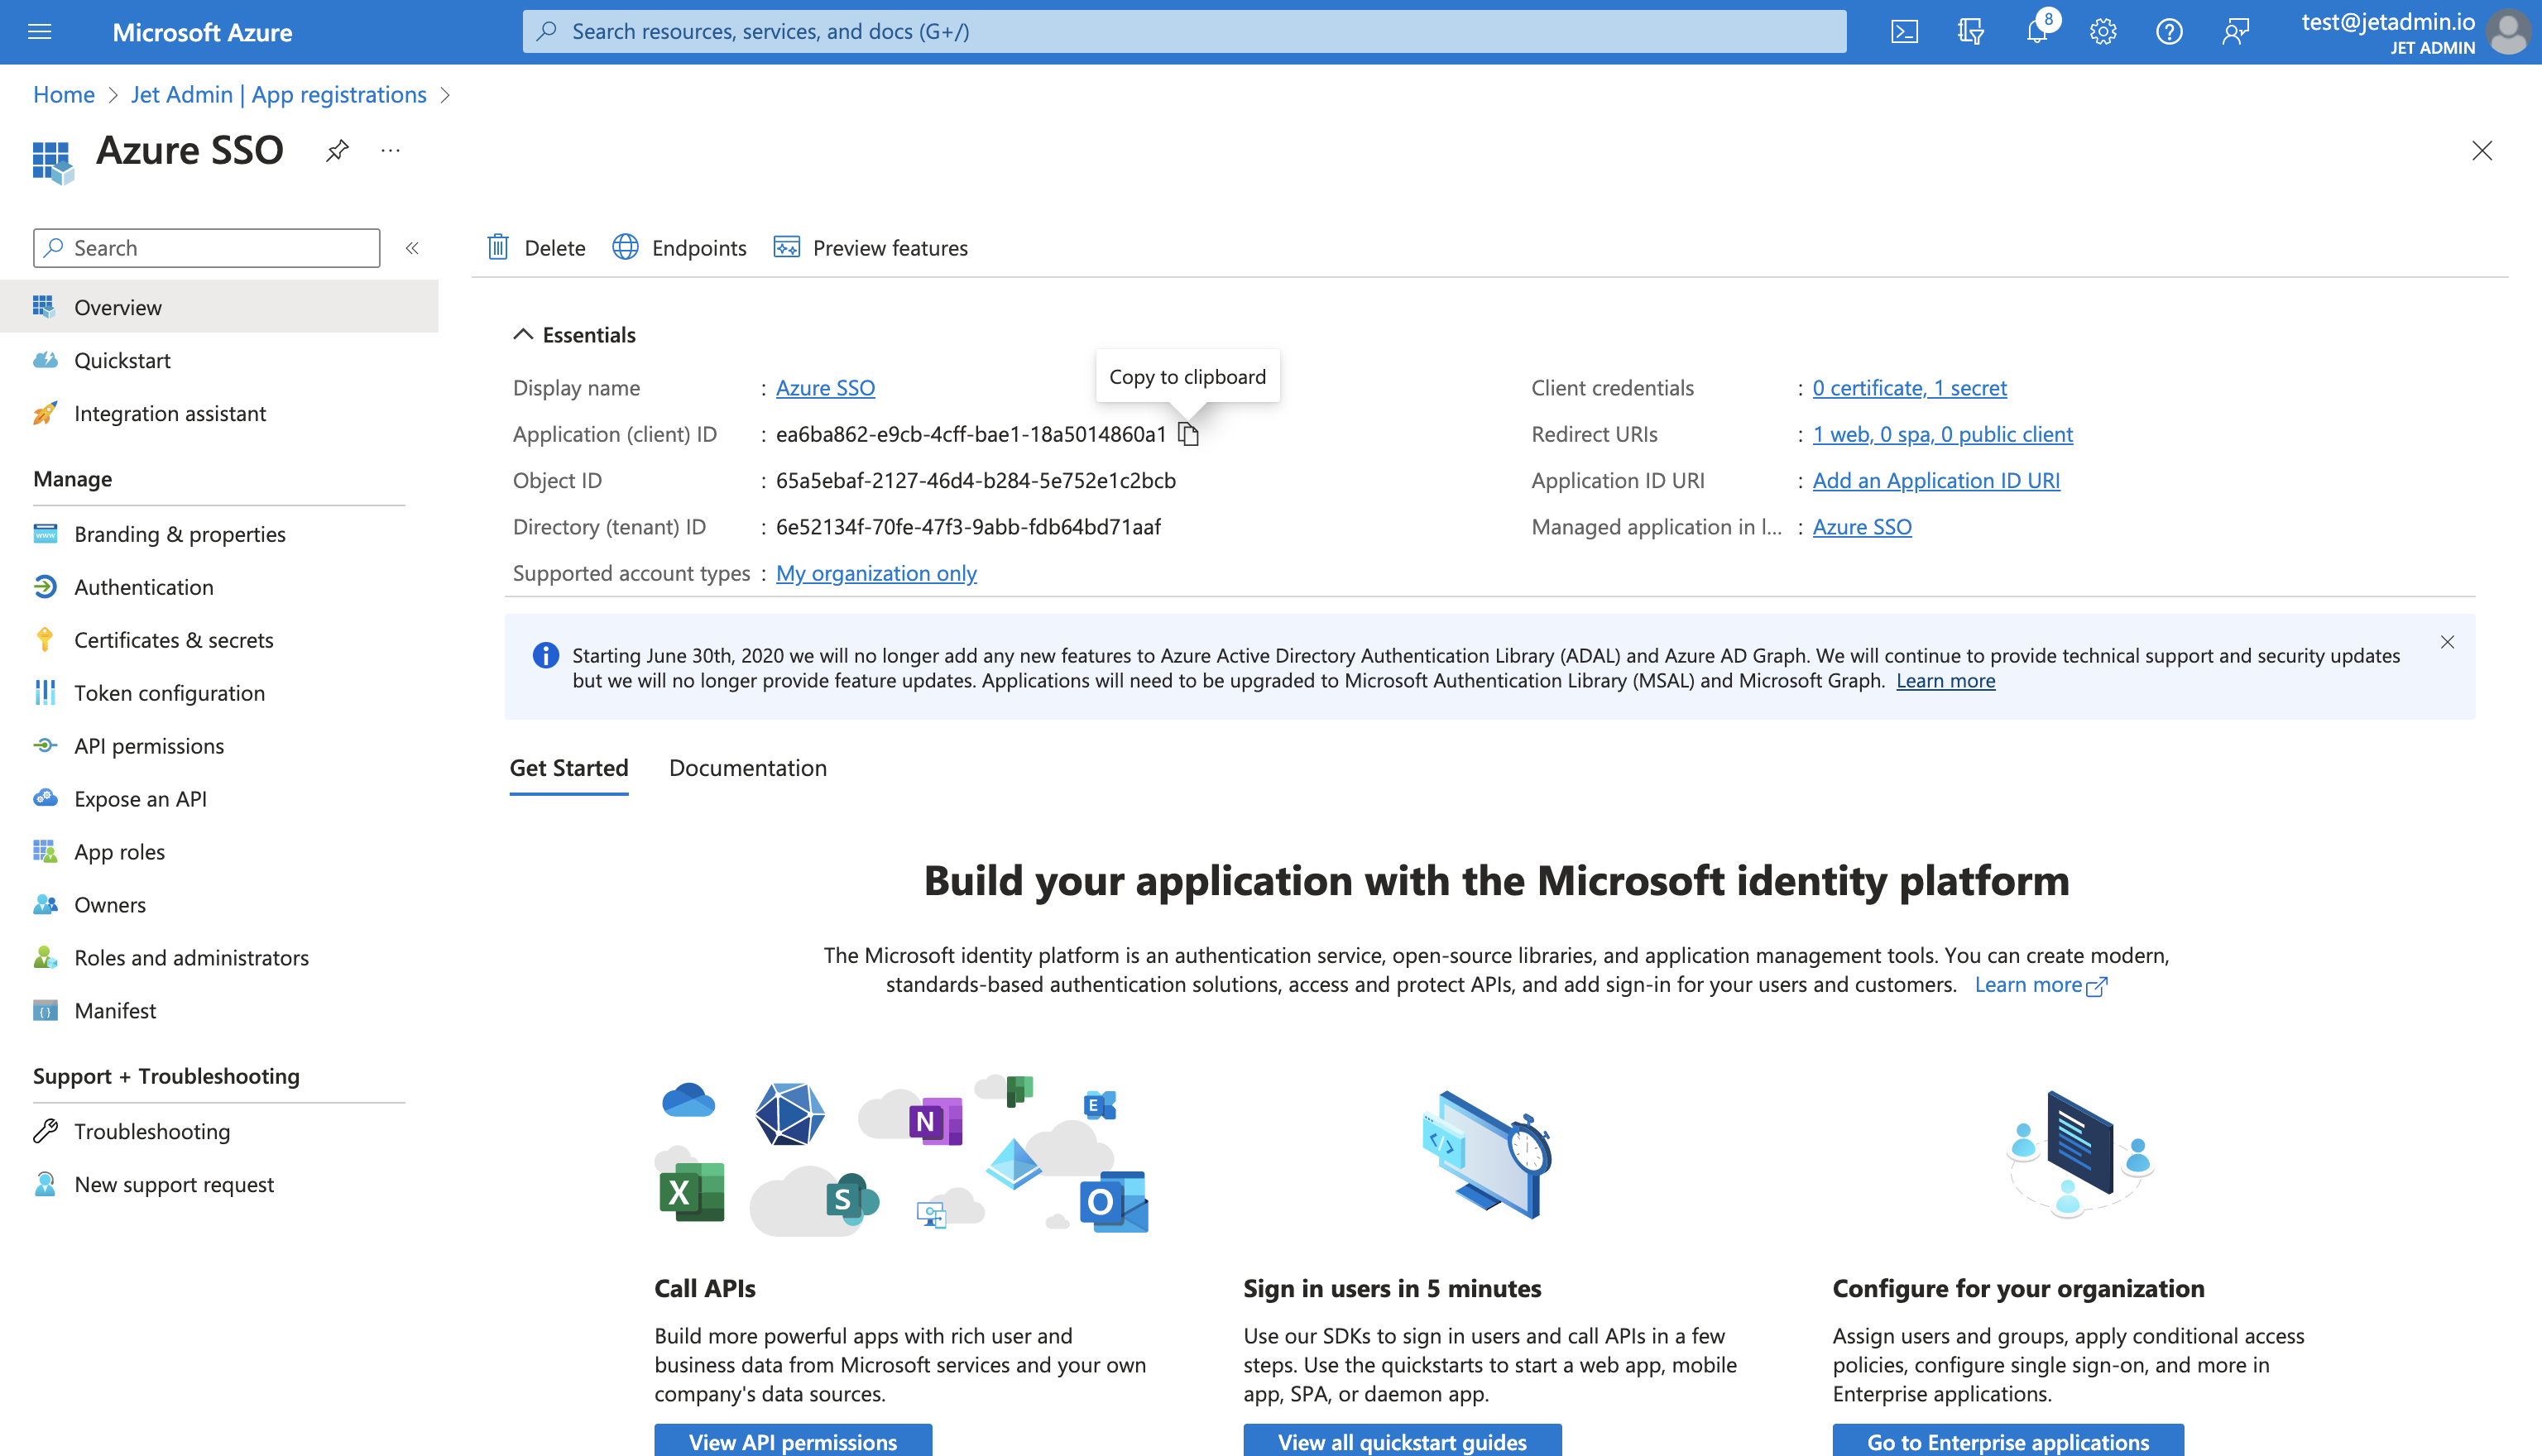 Microsoft Azure
Search resources, services, and docs (G+/)
8
test@jetadmin.io
JET ADMIN
Home > Jet Admin | App registrations >
Azure SSO
...
Search
«
Delete
Endpoints
Preview features
Overview
Quickstart
Integration assistant
Manage
Branding & properties
Authentication
Certificates & secrets
Token configuration
API permissions
Expose an API
App roles
Owners
Roles and administrators
Manifest
Support + Troubleshooting
Troubleshooting
New support request
Essentials
Copy to clipboard
Display name : Azure SSO
Application (client) ID : ea6ba862-e9cb-4cff-bae1-18a5014860a1
Object ID : 65a5ebaf-2127-46d4-b284-5e752e1c2bcb
Directory (tenant) ID : 6e52134f-70fe-47f3-9abb-fdb64bd71aaf
Supported account types : My organization only
Client credentials : 0 certificate, 1 secret
Redirect URIs : 1 web, 0 spa, 0 public client
Application ID URI : Add an Application ID URI
Managed application in l... : Azure SSO
Starting June 30th, 2020 we will no longer add any new features to Azure Active Directory Authentication Library (ADAL) and Azure AD Graph. We will continue to provide technical support and security updates
but we will no longer provide feature updates. Applications will need to be upgraded to Microsoft Authentication Library (MSAL) and Microsoft Graph. Learn more
Get Started
Documentation
Build your application with the Microsoft identity platform
The Microsoft identity platform is an authentication service, open-source libraries, and application management tools. You can create modern,
standards-based authentication solutions, access and protect APIs, and add sign-in for your users and customers. Learn more
N
E
X
S
O
Call APIs
Build more powerful apps with rich user and
business data from Microsoft services and your own
company's data sources.
View API permissions
Sign in users in 5 minutes
Use our SDKs to sign in users and call APIs in a few
steps. Use the quickstarts to start a web app, mobile
app, SPA, or daemon app.
View all quickstart guides
Configure for your organization
Assign users and groups, apply conditional access
policies, configure single sign-on, and more in
Enterprise applications.
Go to Enterprise applications